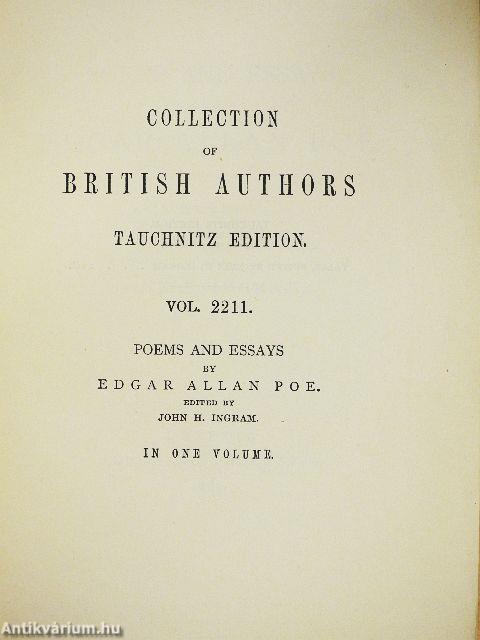 COLLECTION
OF
BRITISH AUTHORS
TAUCHNITZ EDITION.
VOL. 2211.
POEMS AND ESSAYS
BY
EDGAR ALLAN POE.
EDITED BY
JOHN H. INGRAM.
IN ONE VOLUME.
Antikvárium.hu